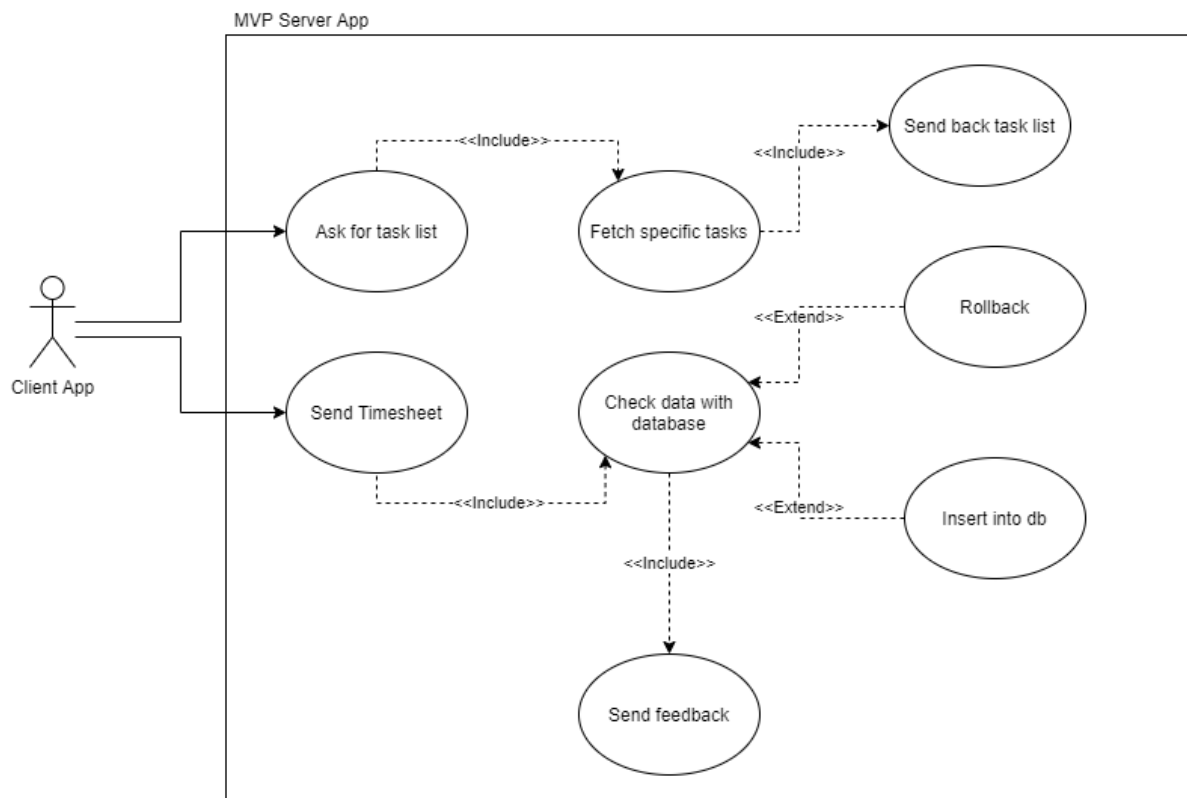 MVP Server App
Send back task list
<<Include>>
<<Include>>
Ask for task list
Fetch specific tasks
Rollback
<<Extend>>
Client App
Send Timesheet
Check data with
database
<<Include>>
<<Extend>>
Insert into db
<<Include>>
Send feedback